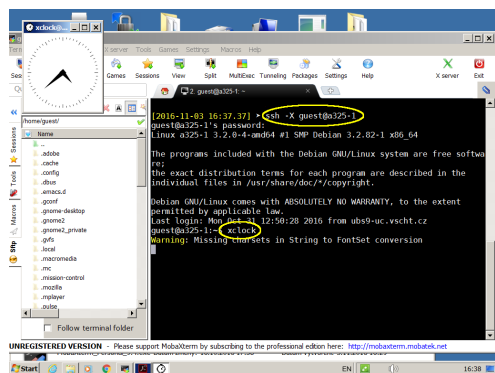 xclock@...
Term
X server Tools Games Settings Macros Help
Games Sessions View Split MultiExec Tunneling Packages Settings Help X server Exit
2. guest@a325-1: ~
/home/guest/
Name
..
.adobe
.cache
.config
.dbus
.emacs.d
.gconf
.gnome-desktop
.gnome2
.gnome2_private
.gvfs
.local
.macromedia
.mc
.mission-control
.mozilla
.mplayer
.pulse
Sessions
Tools
Macros
Sftp
Follow terminal folder
[2016-11-03 16:37.37] ➤ ssh -X guest@a325-1
guest@a325-1's password:
Linux a325-1 3.2.0-4-amd64 #1 SMP Debian 3.2.82-1 x86_64
The programs included with the Debian GNU/Linux system are free softwa
re;
the exact distribution terms for each program are described in the
individual files in /usr/share/doc/*/copyright.
Debian GNU/Linux comes with ABSOLUTELY NO WARRANTY, to the extent
permitted by applicable law.
Last login: Mon Oct 31 12:50:28 2016 from ubs9-uc.vscht.cz
guest@a325-1:~$ xclock
Warning: Missing charsets in String to FontSet conversion
UNREGISTERED VERSION - Please support MobaXterm by subscribing to the professional edition here: http://mobaxterm.mobatek.net
Start
EN
16:38